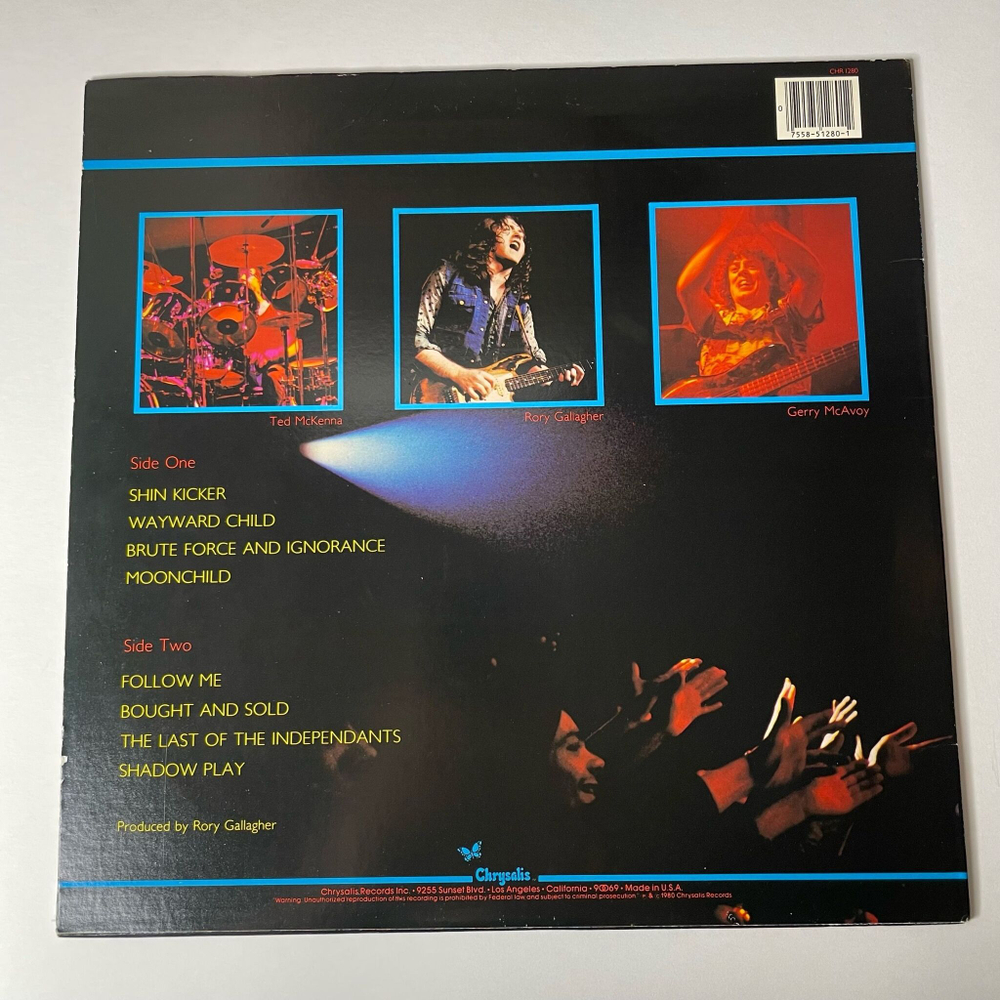 CHR 1280
0
7558-51280-1
Ted McKenna
Rory Gallagher
Gerry McAvoy
Side One
SHIN KICKER
WAYWARD CHILD
BRUTE FORCE AND IGNORANCE
MOONCHILD
Side Two
FOLLOW ME
BOUGHT AND SOLD
THE LAST OF THE INDEPENDANTS
SHADOW PLAY
Produced by Rory Gallagher
Chrysalis
Chrysalis Records Inc. • 9255 Sunset Blvd. • Los Angeles • California • 90069 • Made in U.S.A.
"Warning: Unauthorized reproduction of this recording is prohibited by Federal law and subject to criminal prosecution" ℗ & © 1980 Chrysalis Records